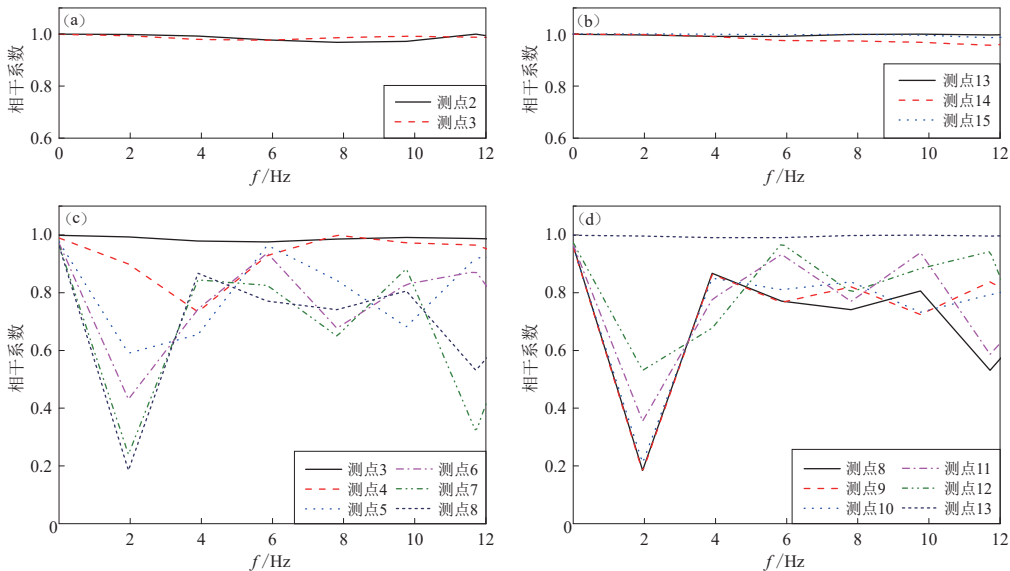 (a)
1.0
0.8
0.6
相干系数
测点2
测点3
0 2 4 6 8 10 12
f/Hz
(b)
1.0
0.8
0.6
相干系数
测点13
测点14
测点15
0 2 4 6 8 10 12
f/Hz
(c)
1.0
0.8
0.6
0.4
0.2
0
相干系数
测点3 测点6
测点4 测点7
测点5 测点8
2 4 6 8 10 12
f/Hz
(d)
1.0
0.8
0.6
0.4
0.2
0
相干系数
测点8 测点11
测点9 测点12
测点10 测点13
2 4 6 8 10 12
f/Hz